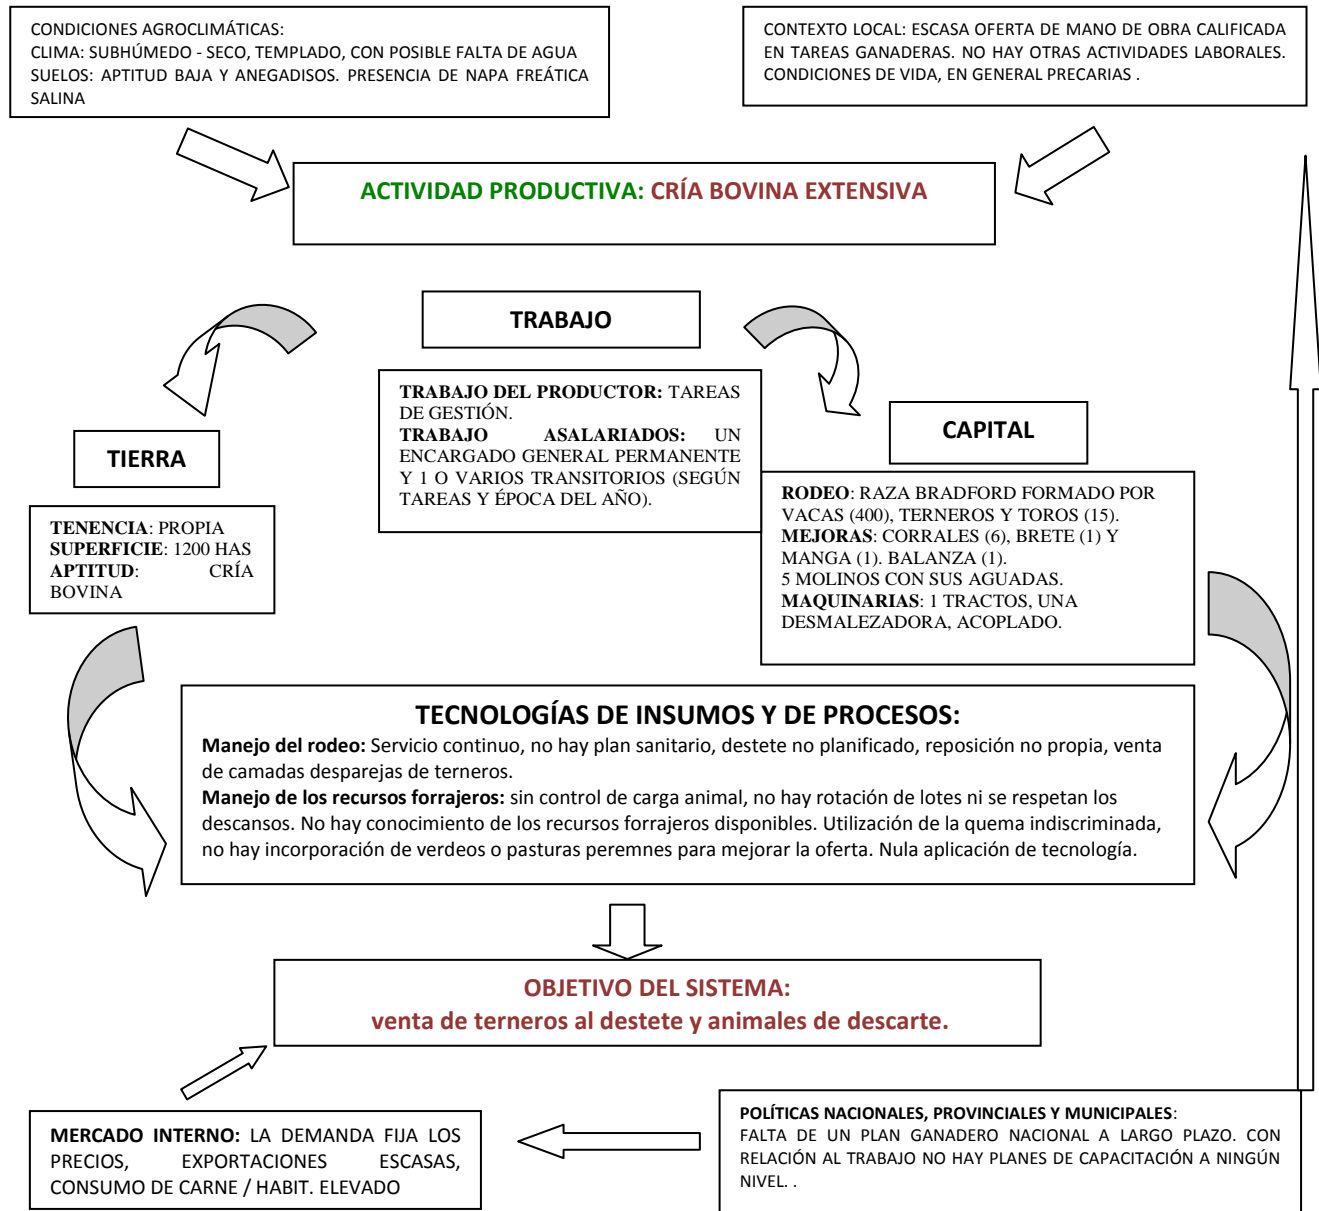 CONDICIONES AGROCLIMÁTICAS:
CLIMA: SUBHÚMEDO - SECO, TEMPLADO, CON POSIBLE FALTA DE AGUA
SUELOS: APTITUD BAJA Y ANEGADISOS. PRESENCIA DE NAPA FREÁTICA
SALINA
CONTEXTO LOCAL: ESCASA OFERTA DE MANO DE OBRA CALIFICADA
EN TAREAS GANADERAS. NO HAY OTRAS ACTIVIDADES LABORALES.
CONDICIONES DE VIDA, EN GENERAL PRECARIAS .
ACTIVIDAD PRODUCTIVA: CRÍA BOVINA EXTENSIVA
TRABAJO
TRABAJO DEL PRODUCTOR: TAREAS
DE GESTIÓN.
TRABAJO ASALARIADOS: UN
ENCARGADO GENERAL PERMANENTE
Y 1 O VARIOS TRANSITORIOS (SEGÚN
TAREAS Y ÉPOCA DEL AÑO).
TIERRA
TENENCIA: PROPIA
SUPERFICIE: 1200 HAS
APTITUD: CRÍA
BOVINA
CAPITAL
RODEO: RAZA BRADFORD FORMADO POR
VACAS (400), TERNEROS Y TOROS (15).
MEJORAS: CORRALES (6), BRETE (1) Y
MANGA (1). BALANZA (1).
5 MOLINOS CON SUS AGUADAS.
MAQUINARIAS: 1 TRACTOS, UNA
DESMALEZADORA, ACOPLADO.
TECNOLOGÍAS DE INSUMOS Y DE PROCESOS:
Manejo del rodeo: Servicio continuo, no hay plan sanitario, destete no planificado, reposición no propia, venta
de camadas desparejas de terneros.
Manejo de los recursos forrajeros: sin control de carga animal, no hay rotación de lotes ni se respetan los
descansos. No hay conocimiento de los recursos forrajeros disponibles. Utilización de la quema indiscriminada,
no hay incorporación de verdeos o pasturas peremnes para mejorar la oferta. Nula aplicación de tecnología.
OBJETIVO DEL SISTEMA:
venta de terneros al destete y animales de descarte.
MERCADO INTERNO: LA DEMANDA FIJA LOS
PRECIOS, EXPORTACIONES ESCASAS,
CONSUMO DE CARNE / HABIT. ELEVADO
POLÍTICAS NACIONALES, PROVINCIALES Y MUNICIPALES:
FALTA DE UN PLAN GANADERO NACIONAL A LARGO PLAZO. CON
RELACIÓN AL TRABAJO NO HAY PLANES DE CAPACITACIÓN A NINGÚN
NIVEL. .